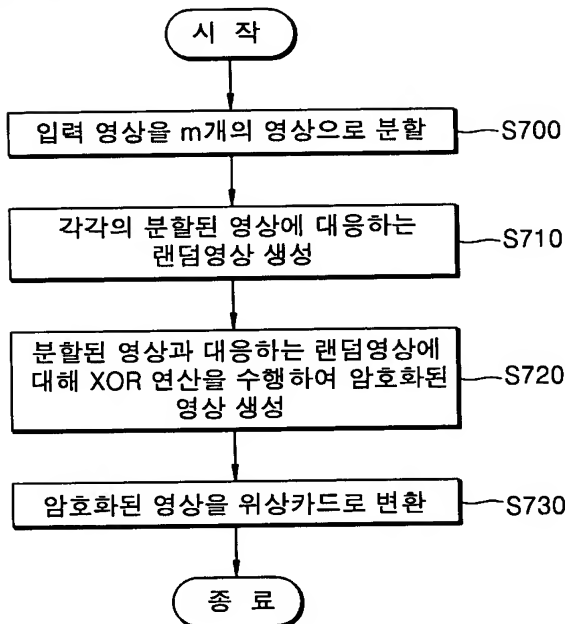 시 작
입력 영상을 m개의 영상으로 분할
S700
각각의 분할된 영상에 대응하는
랜덤영상 생성
S710
분할된 영상과 대응하는 랜덤영상에
대해 XOR 연산을 수행하여 암호화된
영상 생성
S720
암호화된 영상을 위상카드로 변환
S730
종 료